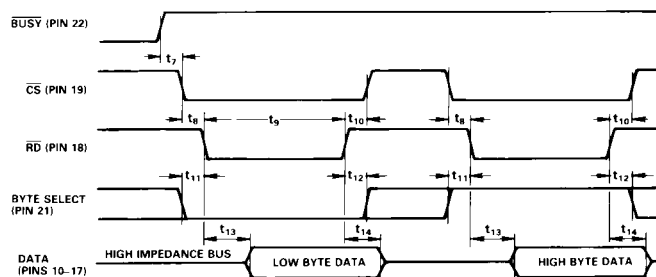 BUSY (PIN 22)
t7
CS (PIN 19)
t8 t9 t10 t8 t10
RD (PIN 18)
t11 t12 t11 t12
BYTE SELECT
(PIN 21)
t13 t14 t13 t14
DATA
(PINS 10–17)
HIGH IMPEDANCE BUS LOW BYTE DATA HIGH BYTE DATA